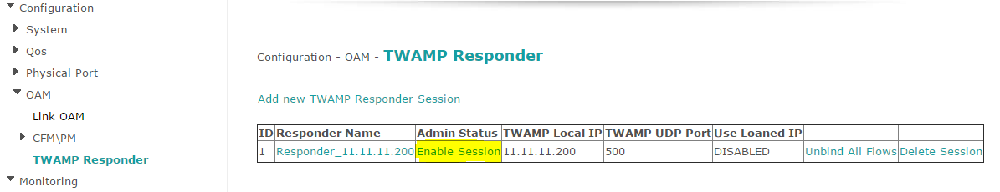 Configuration
System
Qos
Physical Port
OAM
Link OAM
CFM\PM
TWAMP Responder
Monitoring
Configuration - OAM - TWAMP Responder
Add new TWAMP Responder Session
ID Responder Name Admin Status TWAMP Local IP TWAMP UDP Port Use Loaned IP
1 Responder_11.11.11.200 Enable Session 11.11.11.200 500 DISABLED Unbind All Flows Delete Session